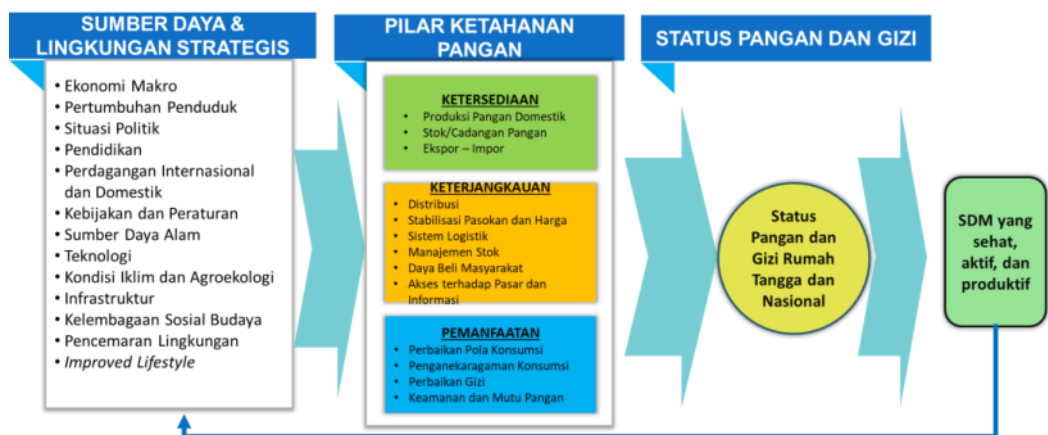 SUMBER DAYA &
LINGKUNGAN STRATEGIS
• Ekonomi Makro
• Pertumbuhan Penduduk
• Situasi Politik
• Pendidikan
• Perdagangan Internasional
dan Domestik
• Kebijakan dan Peraturan
• Sumber Daya Alam
• Teknologi
• Kondisi Iklim dan Agroekologi
• Infrastruktur
• Kelembagaan Sosial Budaya
• Pencemaran Lingkungan
• Improved Lifestyle
PILAR KETAHANAN
PANGAN
KETERSEDIAAN
• Produksi Pangan Domestik
• Stok/Cadangan Pangan
• Ekspor – Impor
KETERJANGKAUAN
• Distribusi
• Stabilisasi Pasokan dan Harga
• Sistem Logistik
• Manajemen Stok
• Daya Beli Masyarakat
• Akses terhadap Pasar dan
Informasi
PEMANFAATAN
• Perbaikan Pola Konsumsi
• Penganekaragaman Konsumsi
• Perbaikan Gizi
• Keamanan dan Mutu Pangan
STATUS PANGAN DAN GIZI
Status
Pangan dan
Gizi Rumah
Tangga dan
Nasional
SDM yang
sehat,
aktif, dan
produktif